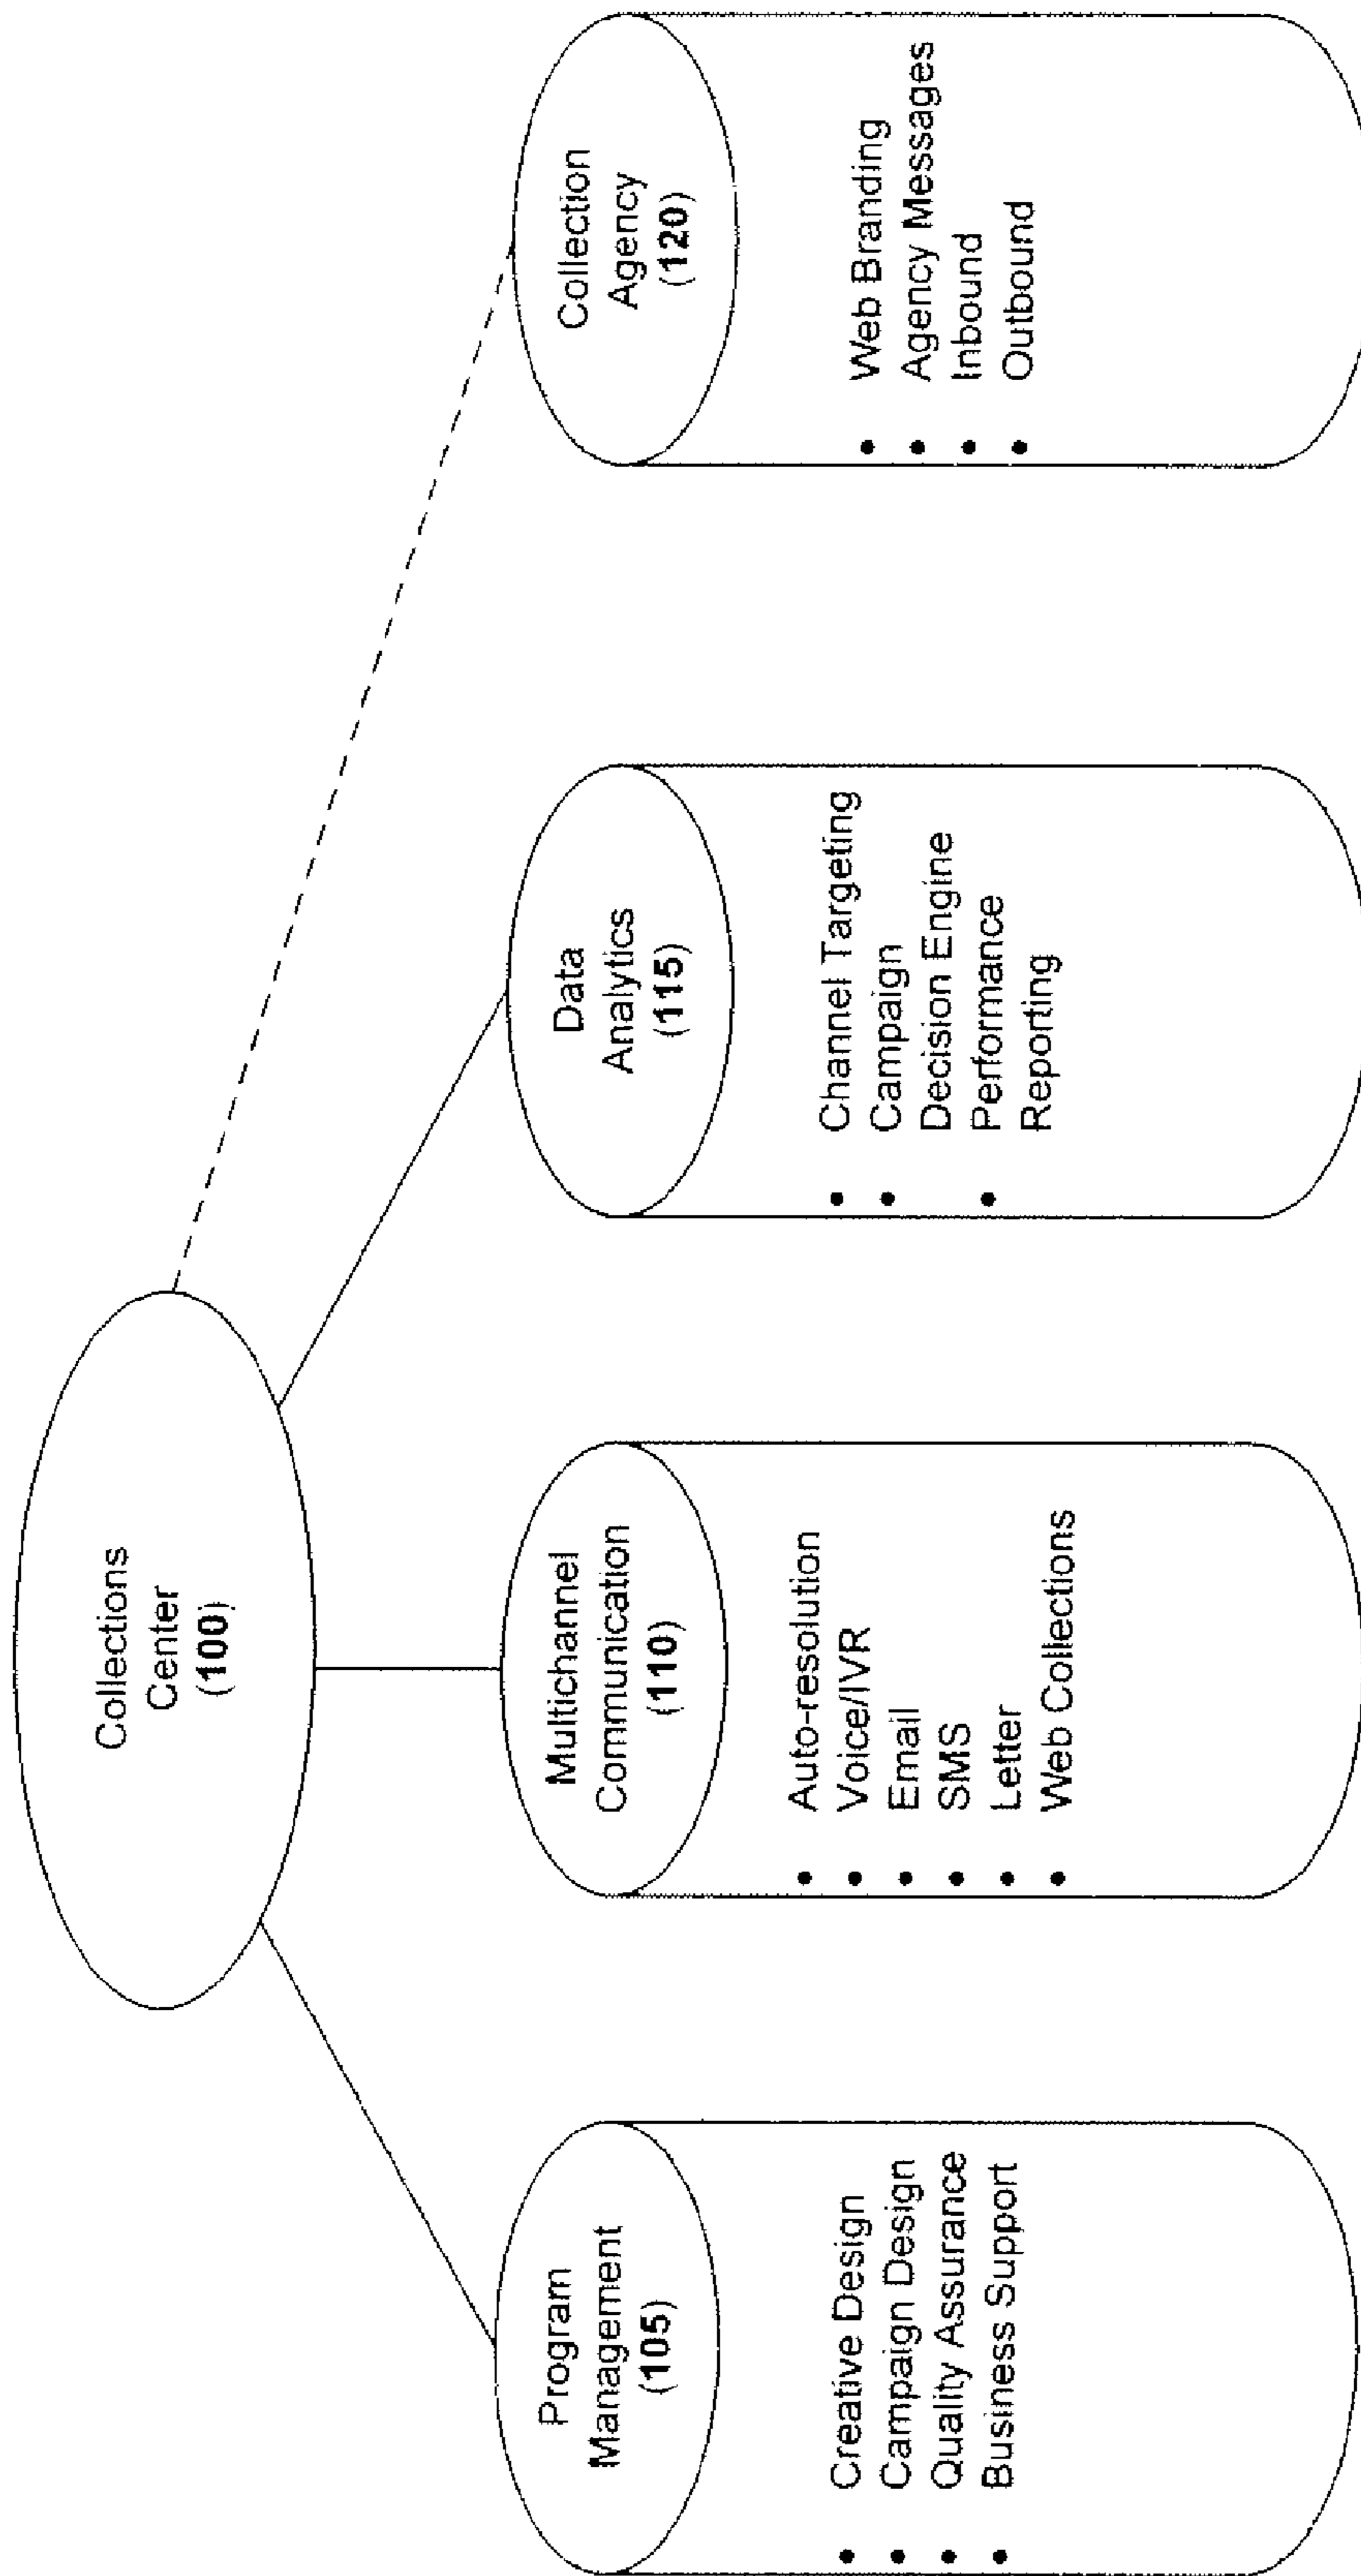 Collections
Center
(100)
Program
Management
(105)
• Creative Design
• Campaign Design
• Quality Assurance
• Business Support
Multichannel
Communication
(110)
• Auto-resolution
• Voice/IVR
• Email
• SMS
• Letter
• Web Collections
Data
Analytics
(115)
• Channel Targeting
• Campaign
Decision Engine
• Performance
Reporting
Collection
Agency
(120)
• Web Branding
• Agency Messages
• Inbound
• Outbound